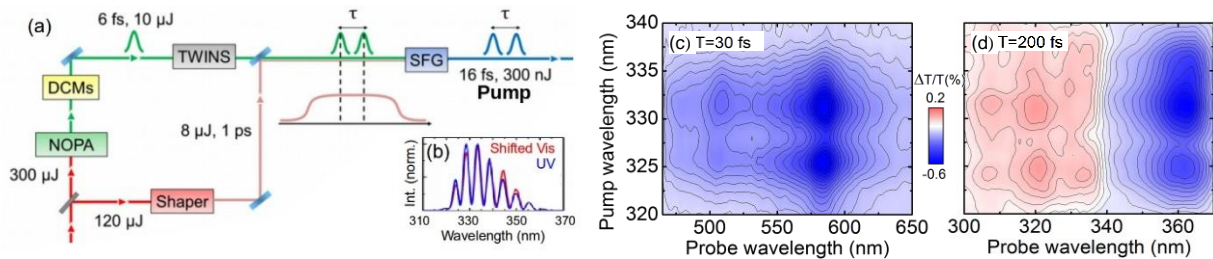 (a)
6 fs, 10 µJ
TWINS
τ
SFG
τ
16 fs, 300 nJ
Pump
DCMs
NOPA
8 µJ, 1 ps
300 µJ
120 µJ
Shaper
(b)
Shifted Vis
UV
Int. (norm.)
310 330 350 370
Wavelength (nm)
(c) T=30 fs
Pump wavelength (nm)
340
335
330
325
320
500 550 600 650
Probe wavelength (nm)
ΔT/T(%)
0.2
-0.6
(d) T=200 fs
340
335
330
325
320
300 320 340 360
Probe wavelength (nm)